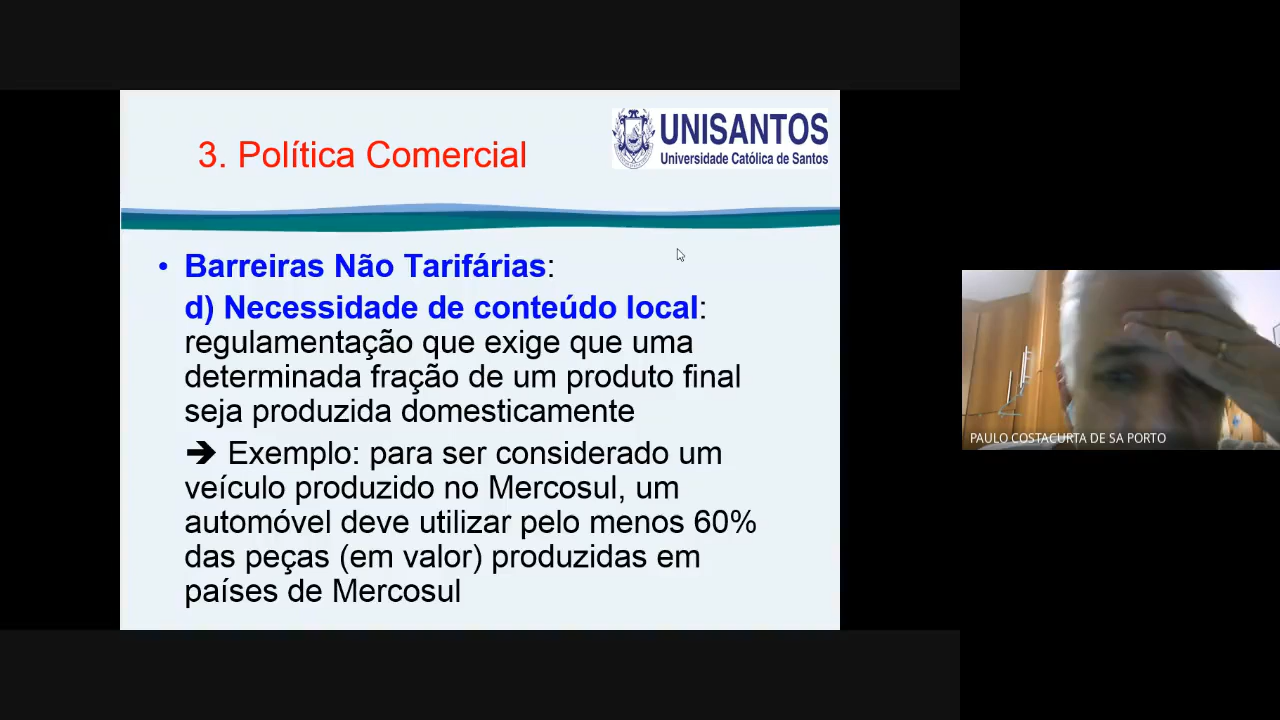 3. Política Comercial
UNISANTOS
Universidade Católica de Santos
• Barreiras Não Tarifárias:
d) Necessidade de conteúdo local:
regulamentação que exige que uma
determinada fração de um produto final
seja produzida domesticamente
➔ Exemplo: para ser considerado um
veículo produzido no Mercosul, um
automóvel deve utilizar pelo menos 60%
das peças (em valor) produzidas em
países de Mercosul
PAULO COSTACURTA DE SA PORTO